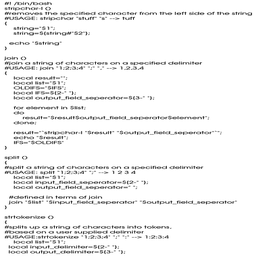 #! /bin/bash
stripchar-l ()
#removes the specified character from the left side of the string
#USAGE: stripchar "stuff" "s" --> tuff
{
string="$1";
string=${string#"$2"};
echo "$string"
}
join ()
#join a string of characters on a specified delimiter
#USAGE: join "1;2;3;4" ";" "," --> 1,2,3,4
{
local result="";
local list="$1";
OLDIFS="$IFS";
local IFS=${2-" "};
local output_field_seperator=${3-" "};
for element in $list;
do
result="$result$output_field_seperator$element";
done;
result="`stripchar-l "$result" "$output_field_seperator"`";
echo "$result";
IFS="$OLDIFS"
}
split ()
{
#split a string of characters on a specified delimiter
#USAGE: split "1;2;3;4" ";" --> 1 2 3 4
local list="$1";
local input_field_seperator=${2-" "};
local output_field_seperator=" ";
#defined in terms of join
join "$list" "$input_field_seperator" "$output_field_seperator"
}
strtokenize ()
{
#splits up a string of characters into tokens,
#based on a user supplied delimiter
#USAGE:strtokenize "1;2;3;4" ";" ":" --> 1:2:3:4
local list="$1";
local input_delimiter=${2-" "};
local output_delimiter=${3-" "};